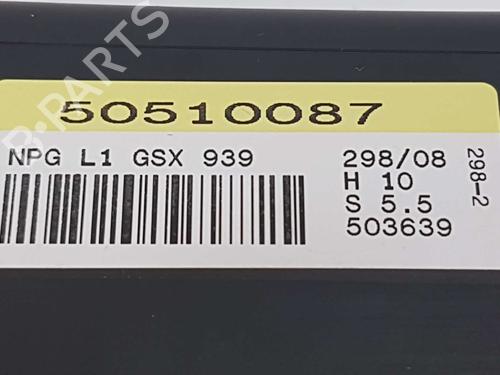 50510087
NPG L1 GSX 939
298/08
H 10
S 5.5
503639
298-2
B-PARTS